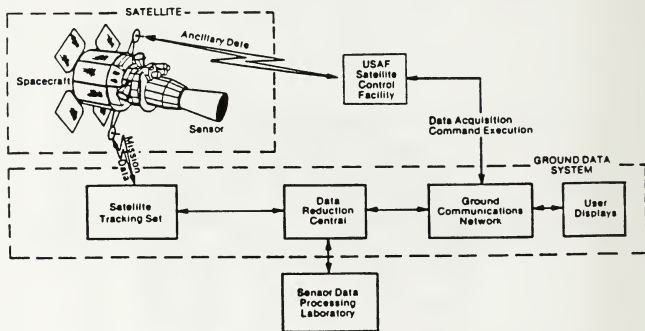 SATELLITE
Ancillary Date
Spacecraft
Sensor
Mission
Data
USAF
Satellite
Control
Facility
Data Acquisition
Command Execution
GROUND DATA
SYSTEM
Satellite
Tracking Set
Data
Reduction
Central
Ground
Communications
Network
User
Displays
Sensor Data
Processing
Laboratory